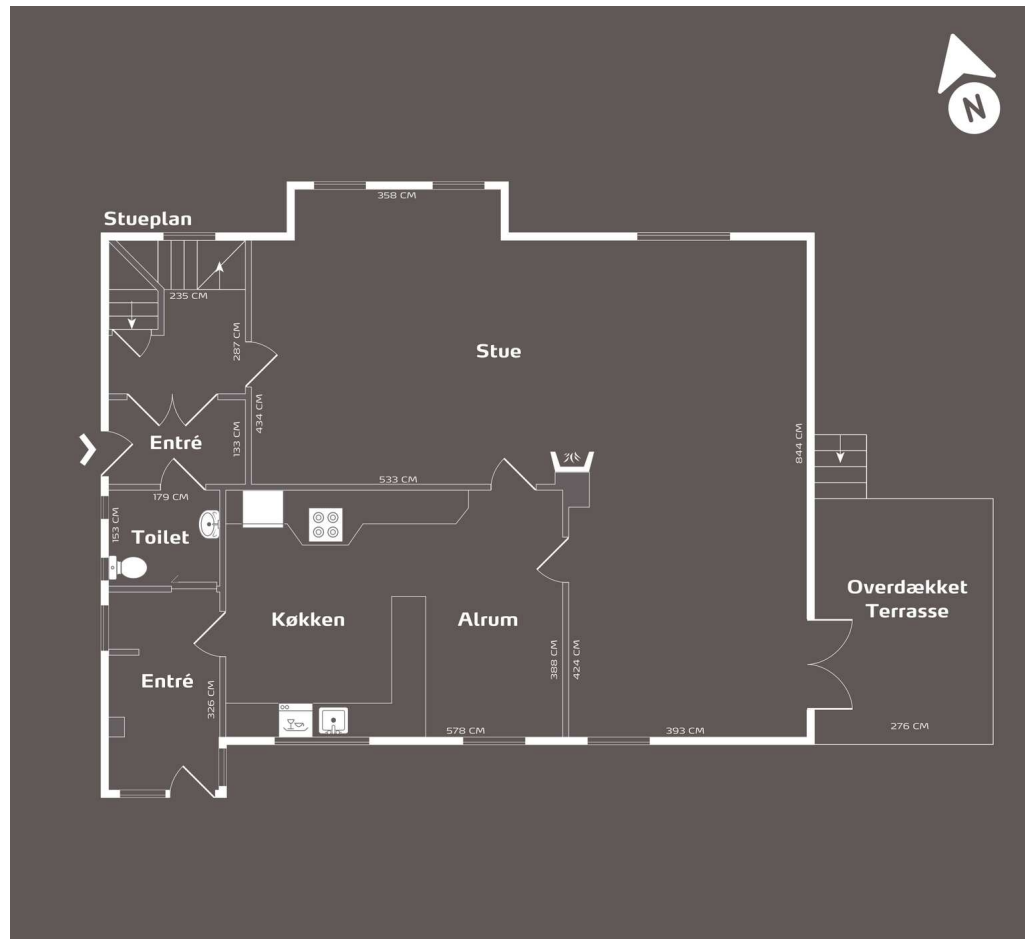 N
Stueplan
358 CM
235 CM
287 CM
Stue
434 CM
Entré
133 CM
844 CM
533 CM
179 CM
153 CM
Toilet
Overdækket
Terrasse
Køkken
Alrum
388 CM
424 CM
Entré
326 CM
578 CM
393 CM
276 CM